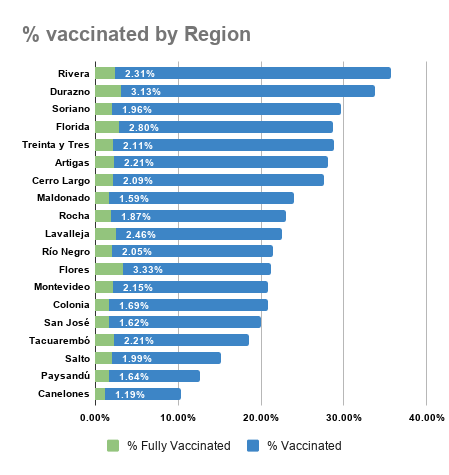 % vaccinated by Region
Rivera 2.31%
Durazno 3.13%
Soriano 1.96%
Florida 2.80%
Treinta y Tres 2.11%
Artigas 2.21%
Cerro Largo 2.09%
Maldonado 1.59%
Rocha 1.87%
Lavalleja 2.46%
Río Negro 2.05%
Flores 3.33%
Montevideo 2.15%
Colonia 1.69%
San José 1.62%
Tacuarembó 2.21%
Salto 1.99%
Paysandú 1.64%
Canelones 1.19%
0.00% 10.00% 20.00% 30.00% 40.00%
% Fully Vaccinated % Vaccinated